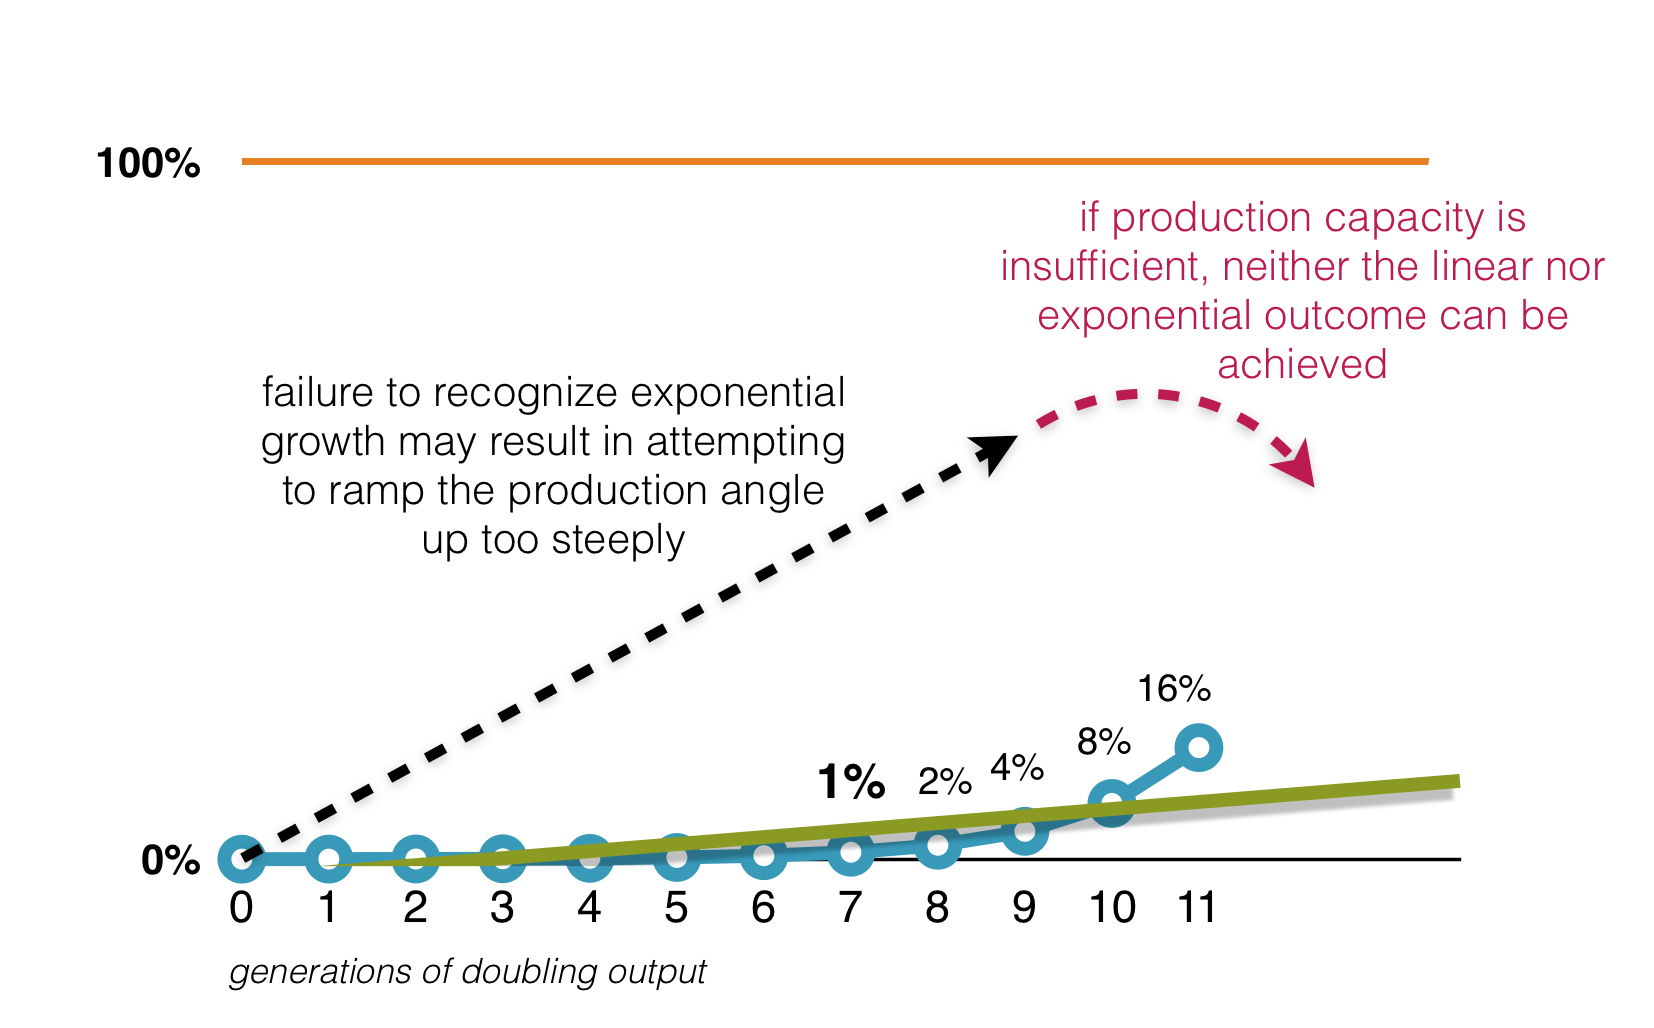 100%
if production capacity is
insufficient, neither the linear nor
exponential outcome can be
achieved
failure to recognize exponential
growth may result in attempting
to ramp the production angle
up too steeply
16%
8%
4%
2%
1%
0%
0 1 2 3 4 5 6 7 8 9 10 11
generations of doubling output